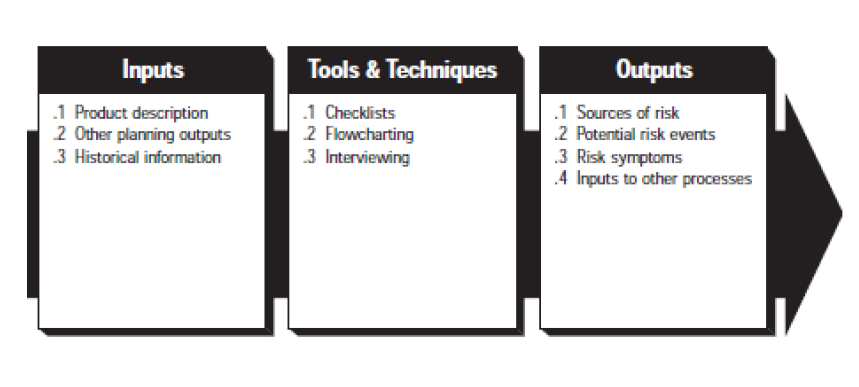 Inputs
.1 Product description
.2 Other planning outputs
.3 Historical information
Tools & Techniques
.1 Checklists
.2 Flowcharting
.3 Interviewing
Outputs
.1 Sources of risk
.2 Potential risk events
.3 Risk symptoms
.4 Inputs to other processes